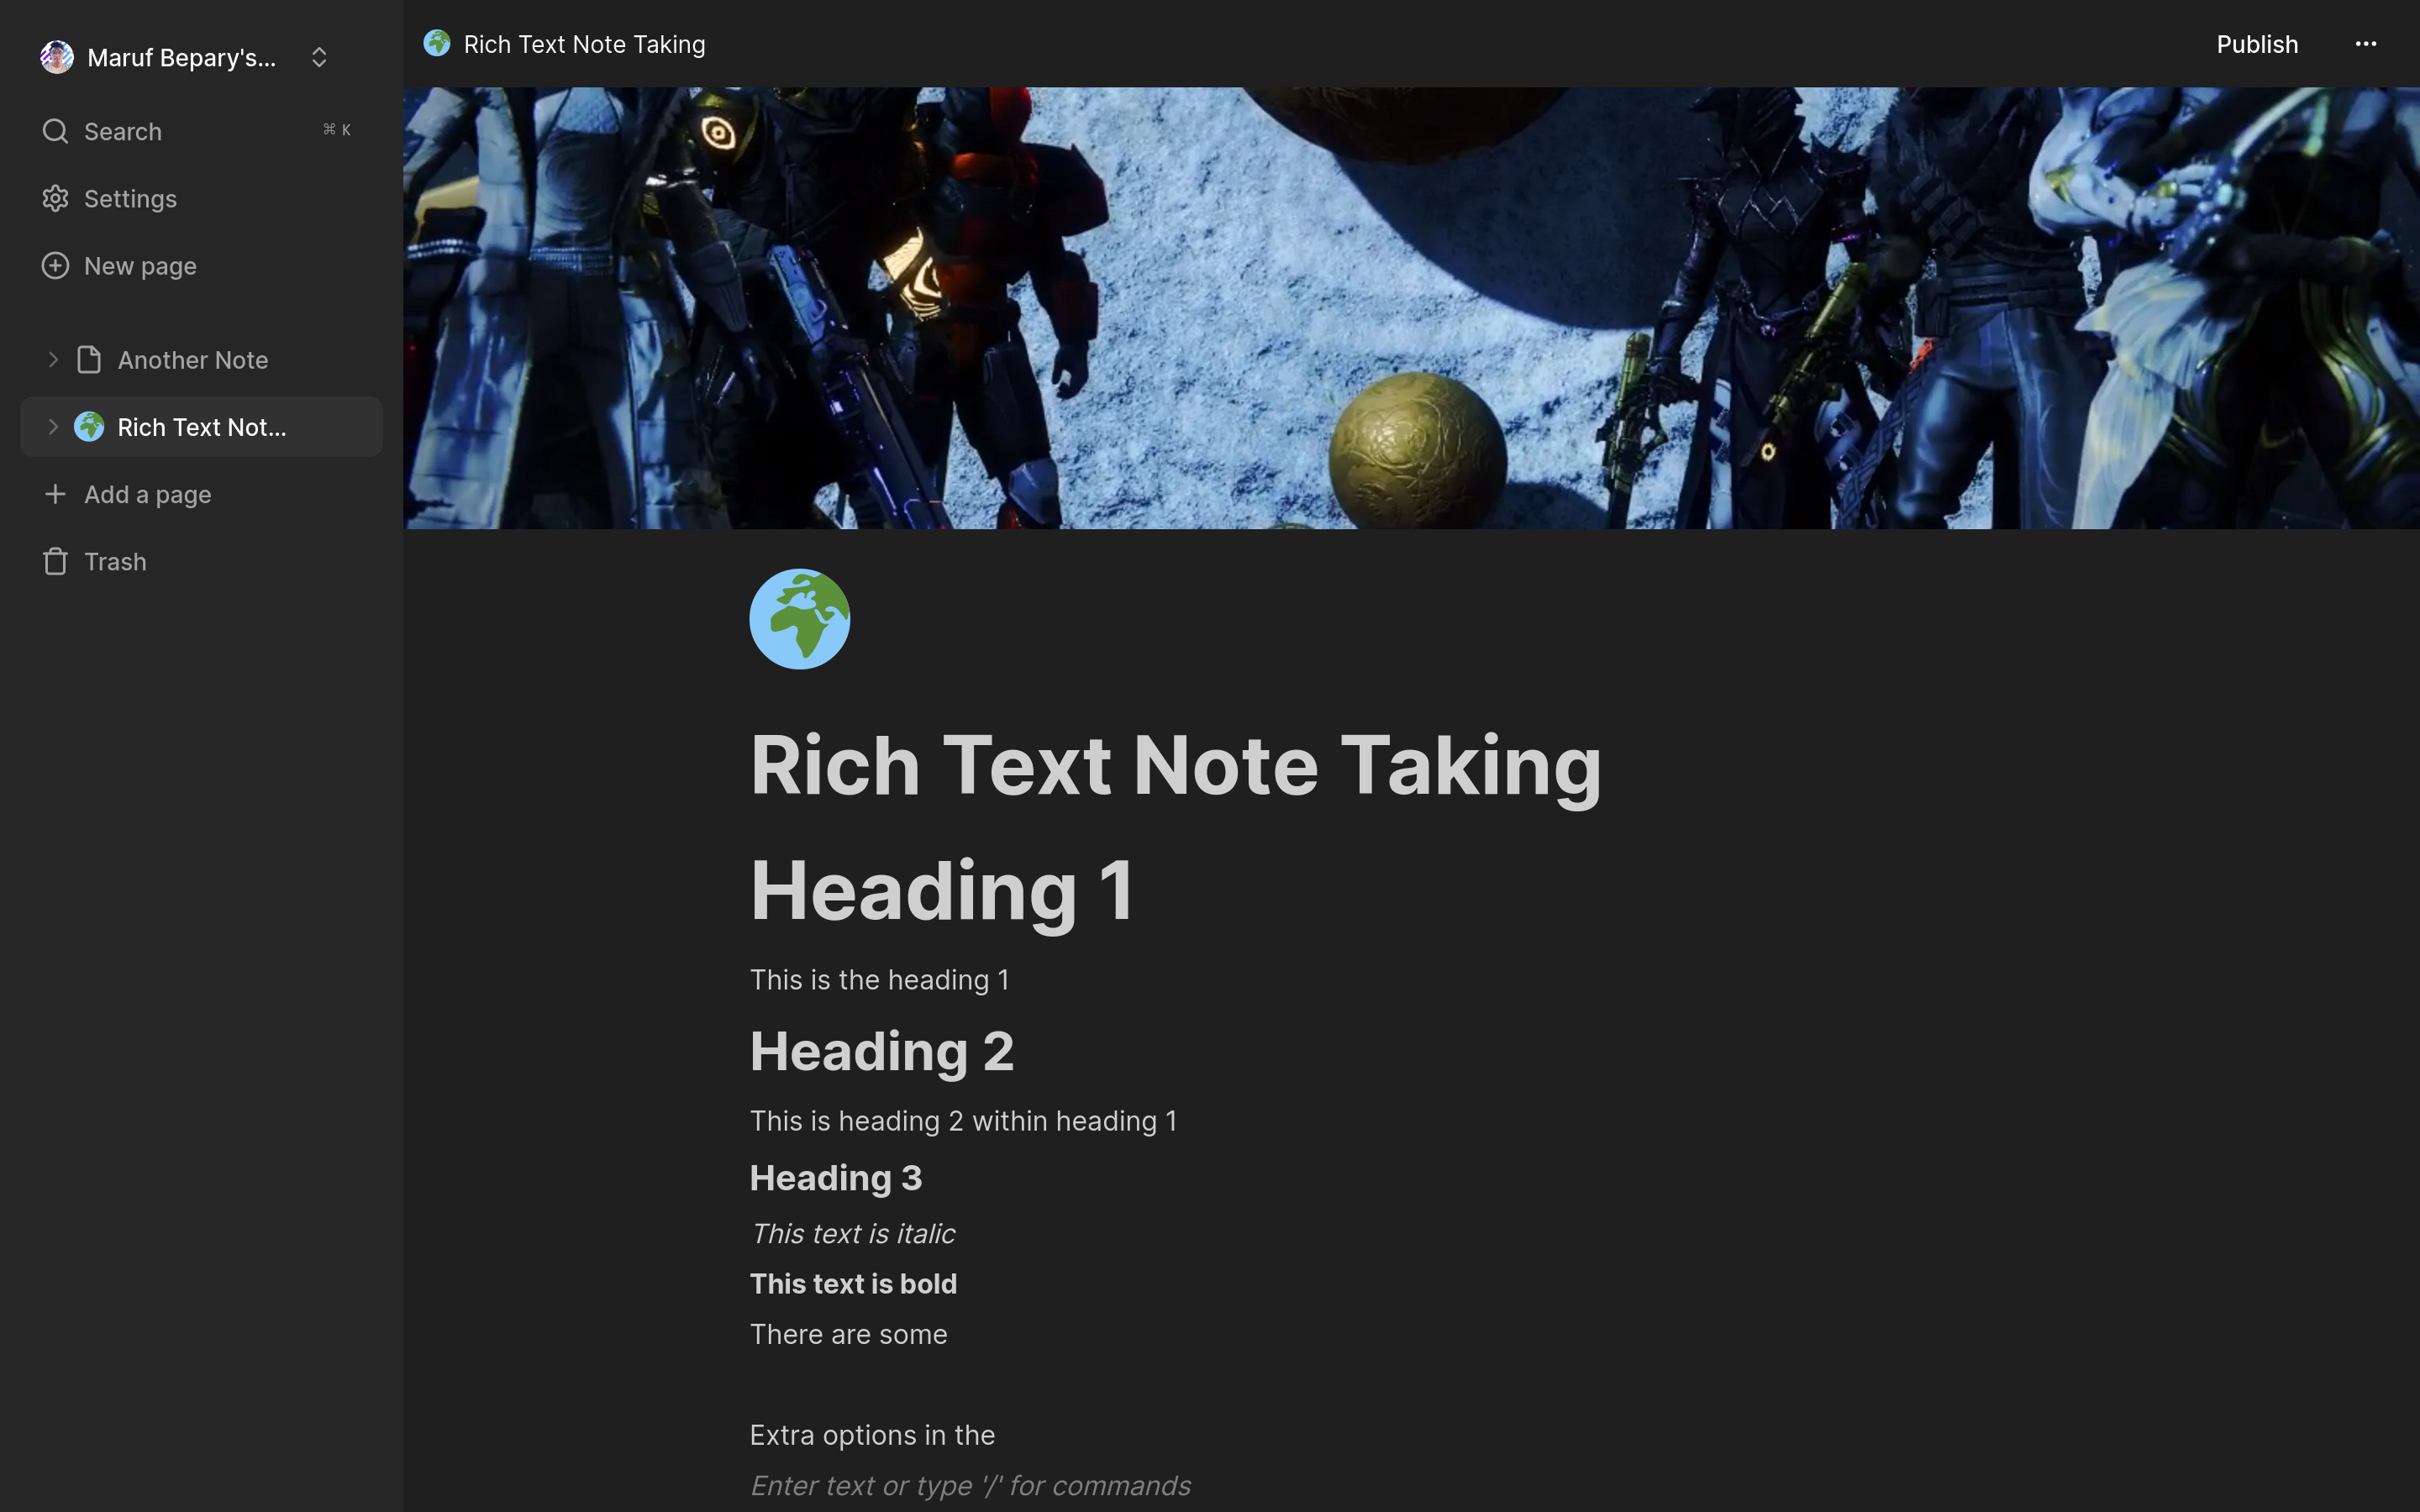 Maruf Bepary's...
Search ⌘ K
Settings
New page
Another Note
Rich Text Not...
Add a page
Trash
Rich Text Note Taking
Publish
Rich Text Note Taking
Heading 1
This is the heading 1
Heading 2
This is heading 2 within heading 1
Heading 3
This text is italic
This text is bold
There are some
Extra options in the
Enter text or type '/' for commands